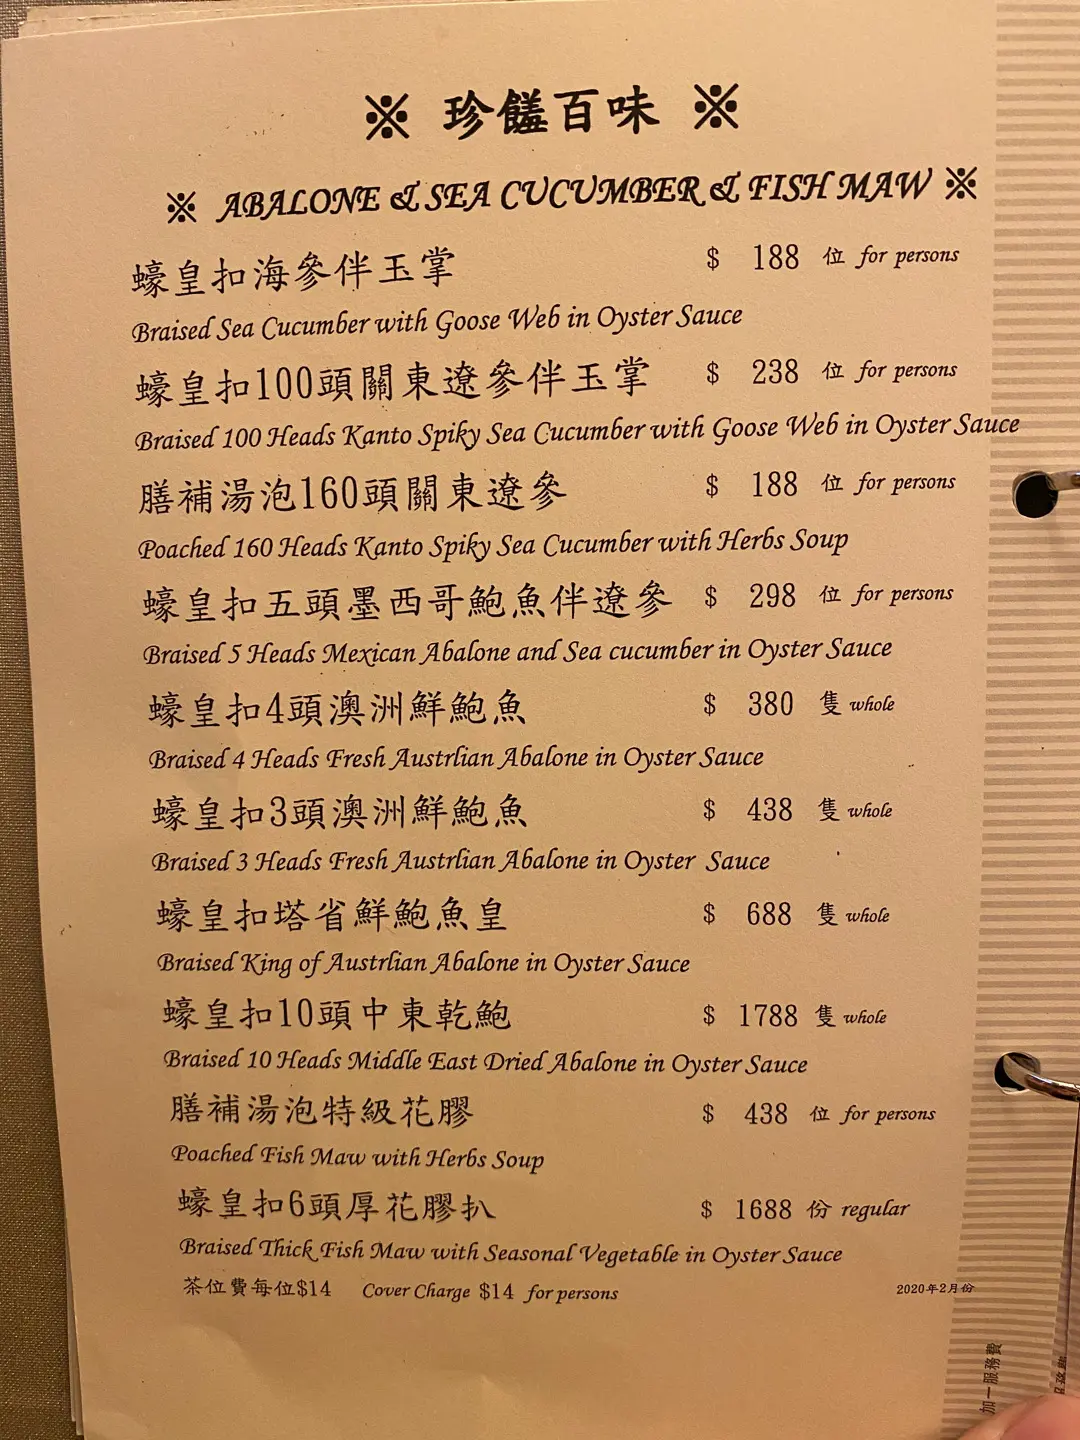 ※ 珍饈百味 ※
※ ABALONE & SEA CUCUMBER & FISH MAW ※
蠔皇扣海參伴玉掌 $ 188 位 for persons
Braised Sea Cucumber with Goose Web in Oyster Sauce
蠔皇扣100頭關東遼參伴玉掌 $ 238 位 for persons
Braised 100 Heads Kanto Spiky Sea Cucumber with Goose Web in Oyster Sauce
膳補湯泡160頭關東遼參 $ 188 位 for persons
Poached 160 Heads Kanto Spiky Sea Cucumber with Herbs Soup
蠔皇扣五頭墨西哥鮑魚伴遼參 $ 298 位 for persons
Braised 5 Heads Mexican Abalone and Sea cucumber in Oyster Sauce
蠔皇扣4頭澳洲鮮鮑魚 $ 380 隻 whole
Braised 4 Heads Fresh Austrlian Abalone in Oyster Sauce
蠔皇扣3頭澳洲鮮鮑魚 $ 438 隻 whole
Braised 3 Heads Fresh Austrlian Abalone in Oyster Sauce
蠔皇扣塔省鮮鮑魚皇 $ 688 隻 whole
Braised King of Austrlian Abalone in Oyster Sauce
蠔皇扣10頭中東乾鮑 $ 1788 隻 whole
Braised 10 Heads Middle East Dried Abalone in Oyster Sauce
膳補湯泡特級花膠 $ 438 位 for persons
Poached Fish Maw with Herbs Soup
蠔皇扣6頭厚花膠扒 $ 1688 份 regular
Braised Thick Fish Maw with Seasonal Vegetable in Oyster Sauce
茶位費每位$14 Cover Charge $14 for persons
2020年2月份
加一服務費